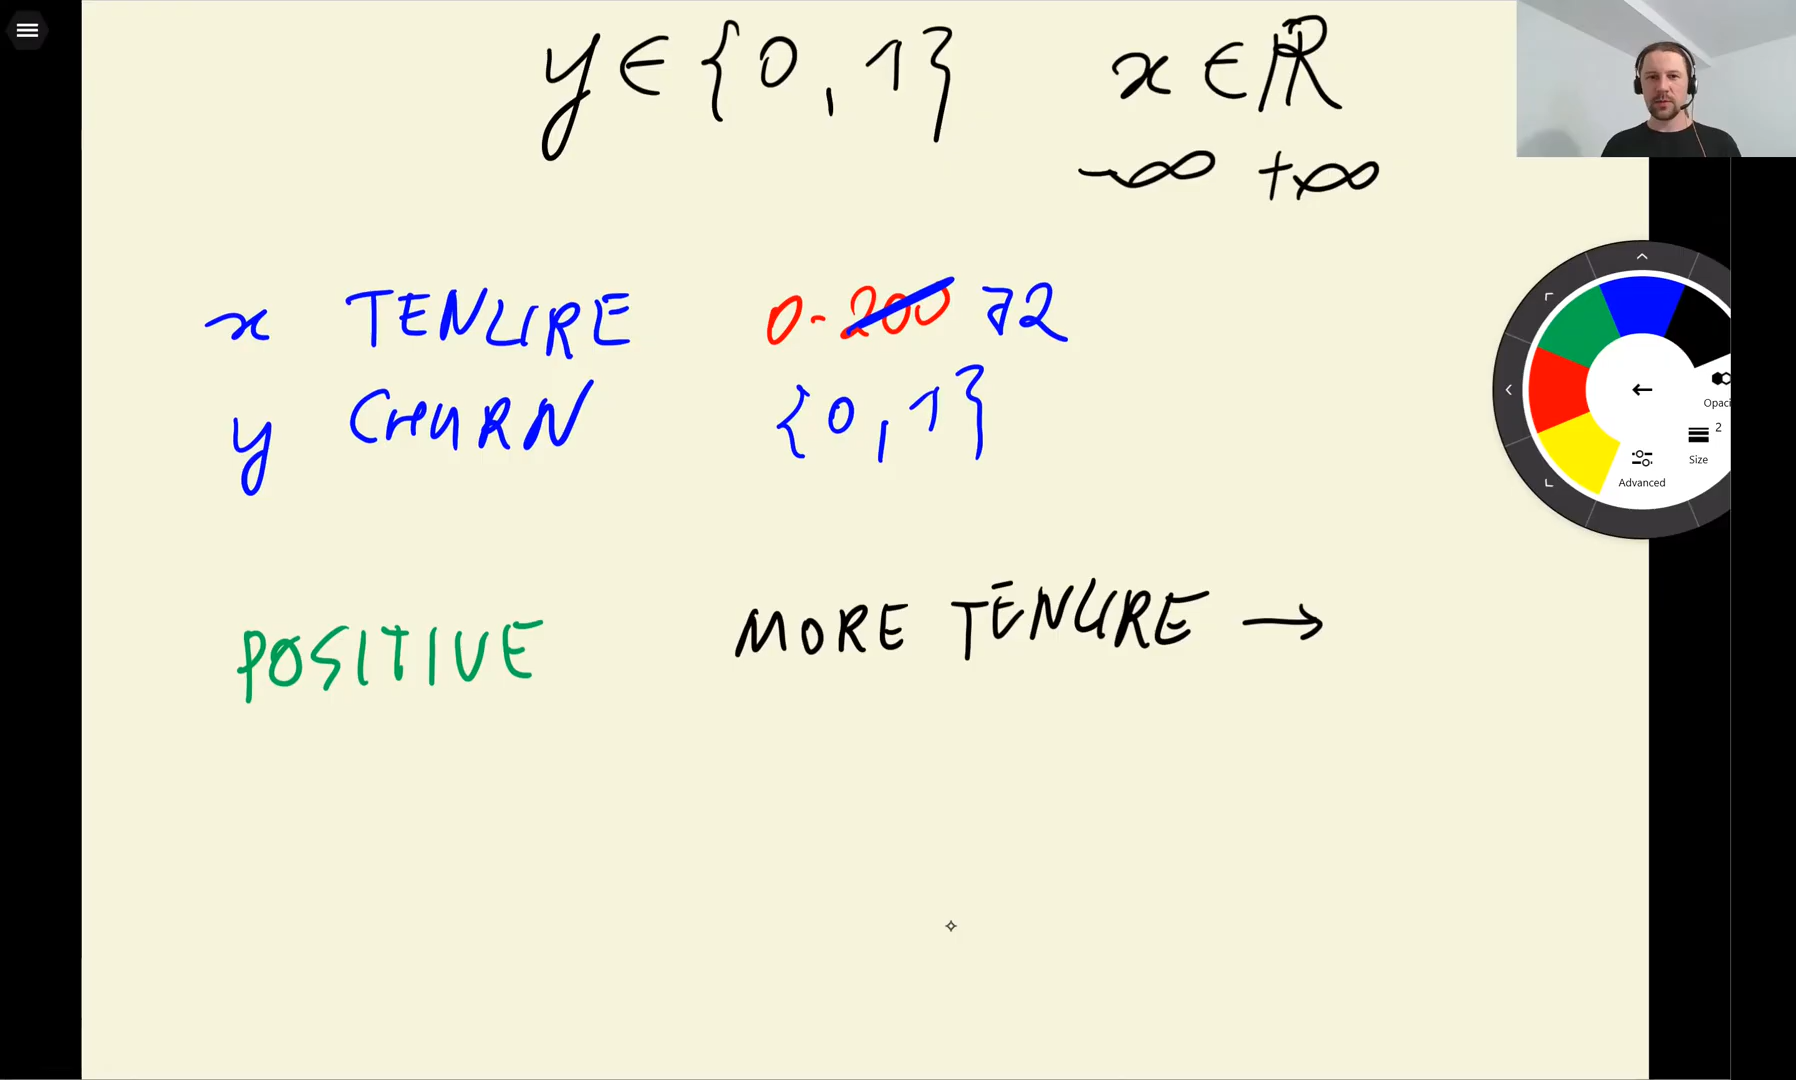 y ∈ {0, 1} x ∈ ℝ
-∞ +∞
x TENURE 0-200 72
y CHURN {0, 1}
POSITIVE MORE TENURE →
Opaci
2
Size
Advanced